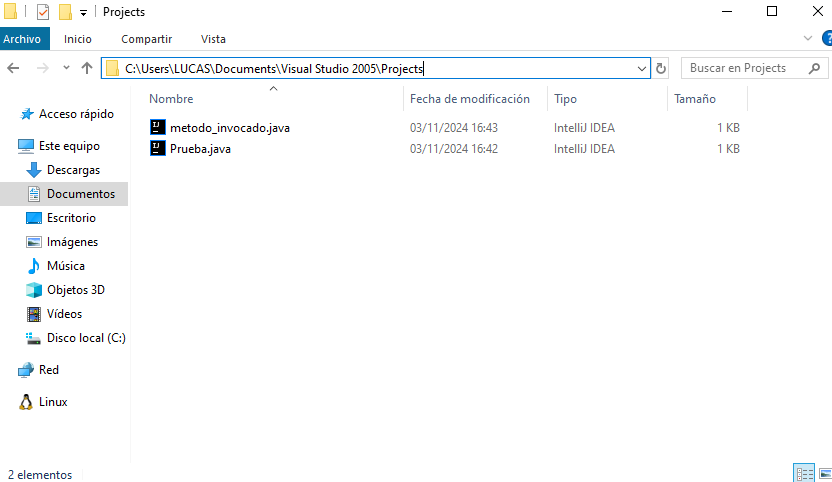 Projects
Archivo Inicio Compartir Vista
C:\Users\LUCAS\Documents\Visual Studio 2005\Projects Buscar en Projects
Nombre Fecha de modificación Tipo Tamaño
metodo_invocado.java 03/11/2024 16:43 IntelliJ IDEA 1 KB
Prueba.java 03/11/2024 16:42 IntelliJ IDEA 1 KB
Acceso rápido
Este equipo
Descargas
Documentos
Escritorio
Imágenes
Música
Objetos 3D
Vídeos
Disco local (C:)
Red
Linux
2 elementos